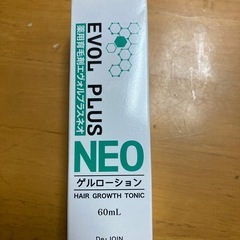 EVOL PLUS
薬用育毛剤エヴォルプラスネオ
NEO
ゲルローション
HAIR GROWTH TONIC
60mL
Dr's JOIN